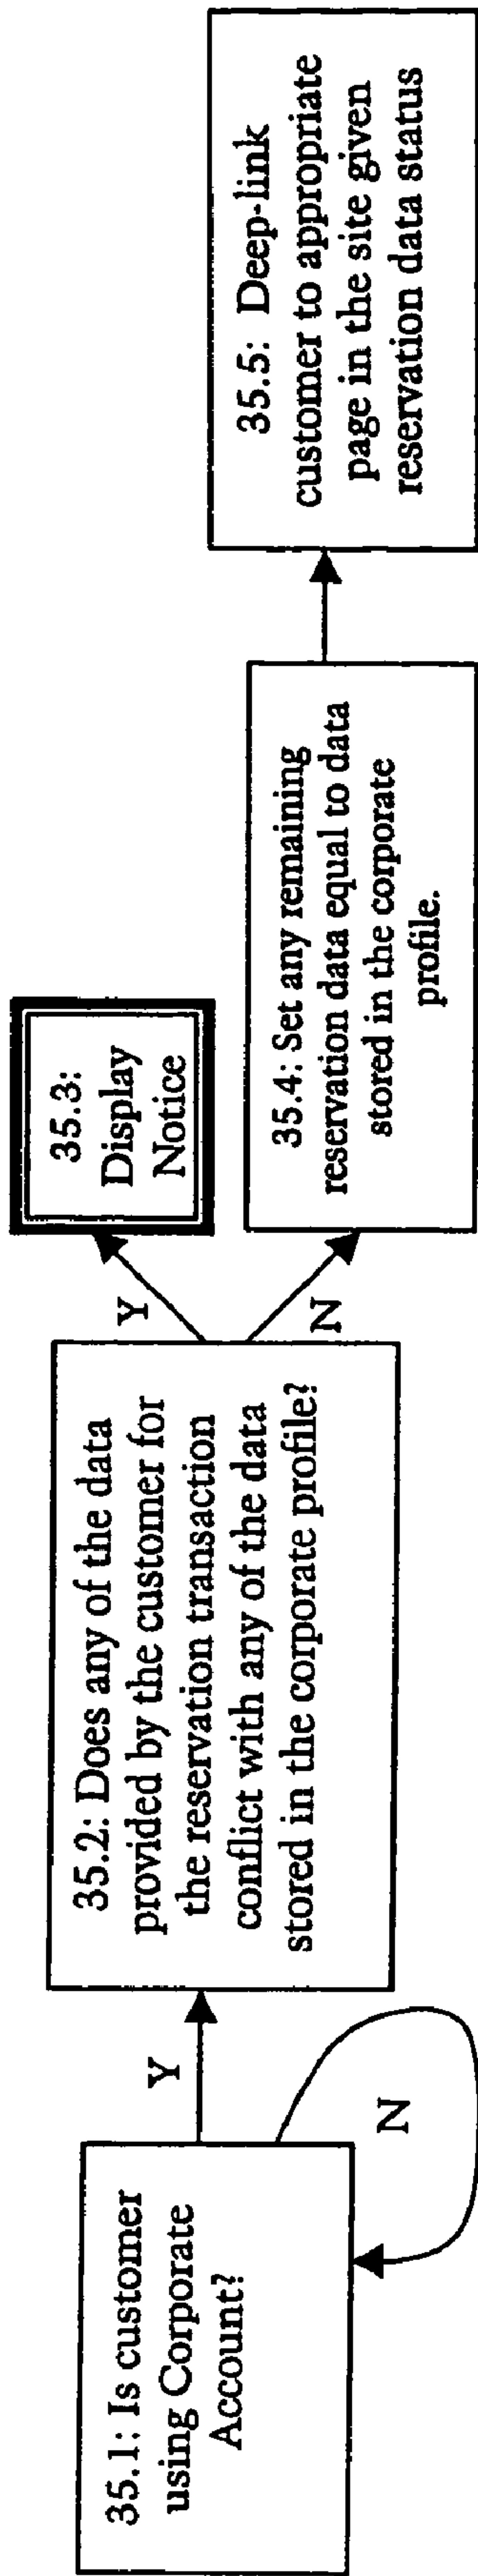 35.1: Is customer
using Corporate
Account?
Y
N
35.2: Does any of the data
provided by the customer for
the reservation transaction
conflict with any of the data
stored in the corporate profile?
Y
N
35.3:
Display
Notice
35.4: Set any remaining
reservation data equal to data
stored in the corporate
profile.
35.5: Deep-link
customer to appropriate
page in the site given
reservation data status